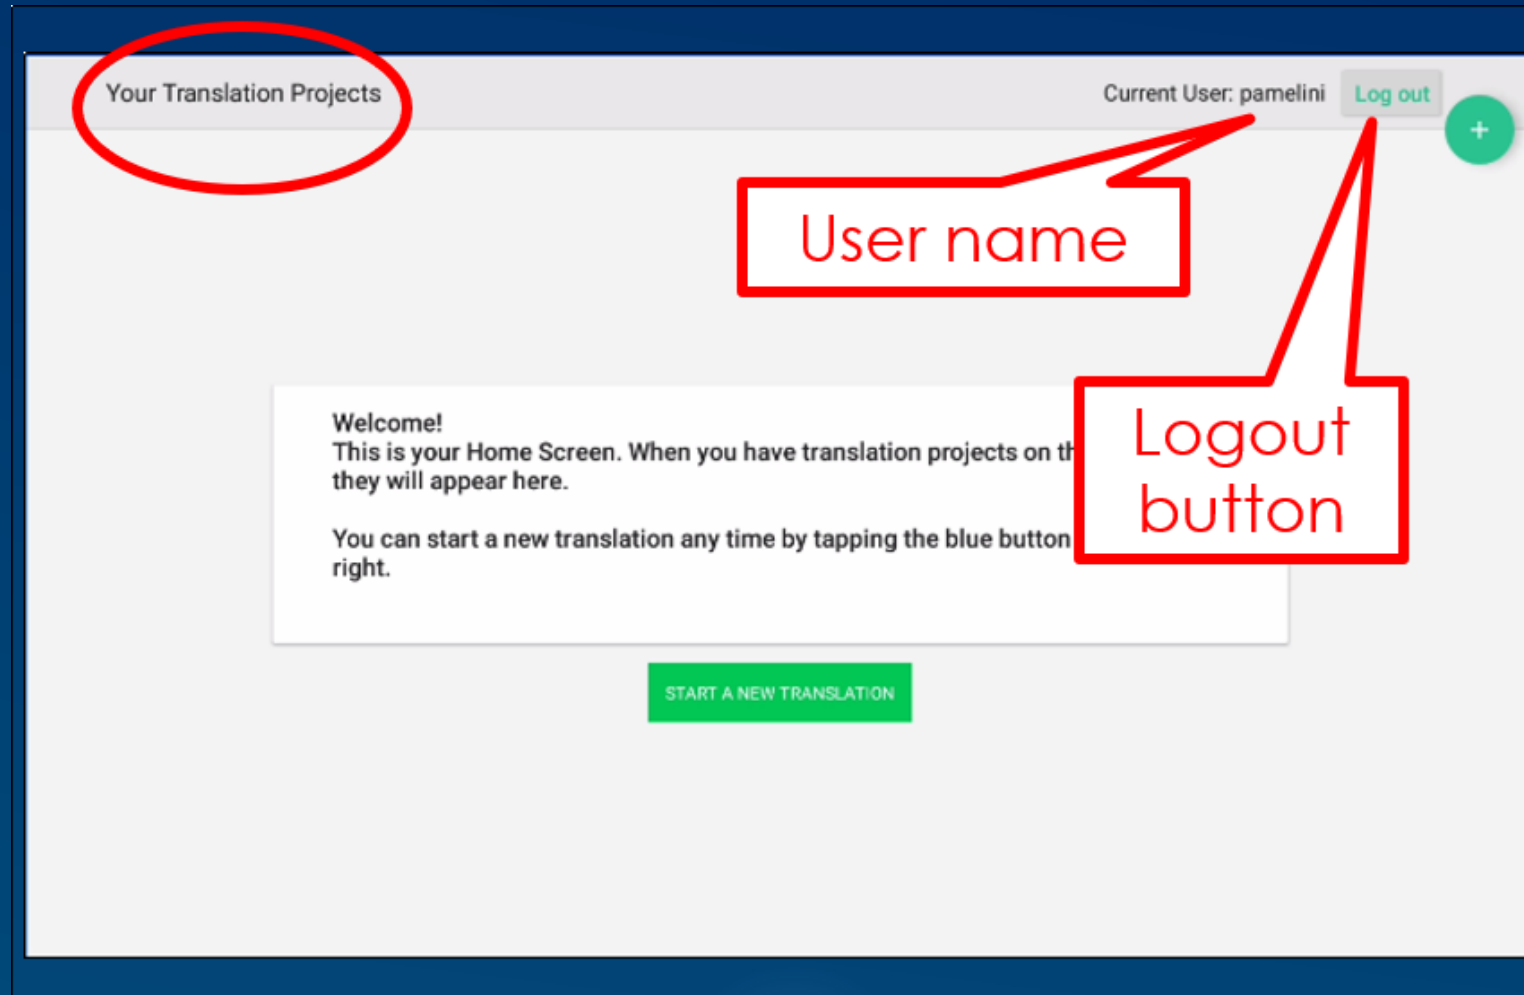 Your Translation Projects
Current User: pamelini
Log out
+
User name
Logout
button
Welcome!
This is your Home Screen. When you have translation projects on
they will appear here.
You can start a new translation any time by tapping the blue button
right.
START A NEW TRANSLATION